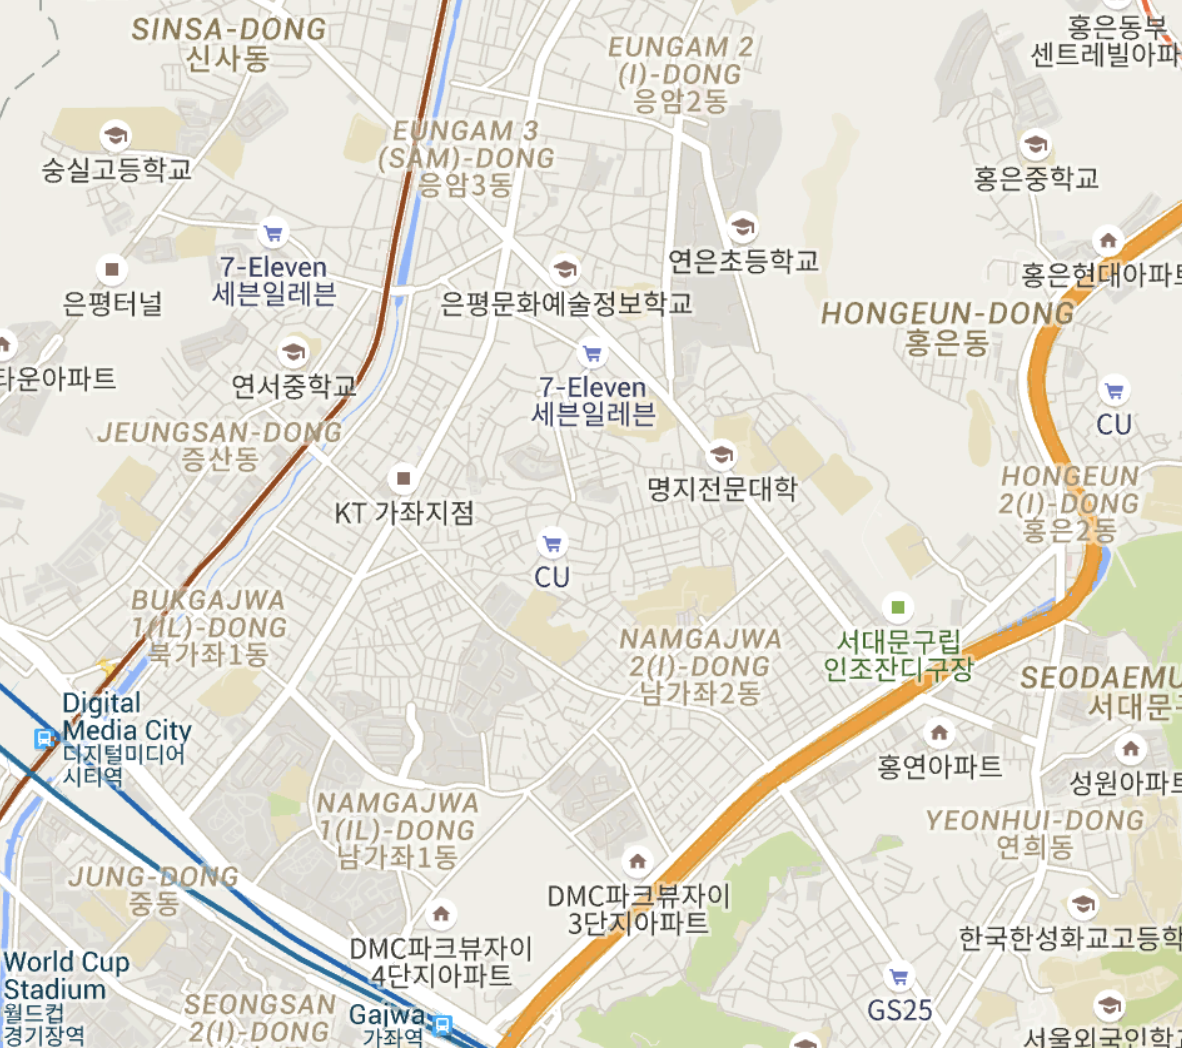 SINSA-DONG
신사동
EUNGAM 2
(I)-DONG
응암2동
홍은동부
센트레빌아파
EUNGAM 3
(SAM)-DONG
응암3동
숭실고등학교
홍은중학교
7-Eleven
세븐일레븐
연은초등학교
은평터널
은평문화예술정보학교
홍은현대아파트
HONGEUN-DONG
홍은동
타운아파트
연서중학교
7-Eleven
세븐일레븐
CU
JEUNGSAN-DONG
증산동
명지전문대학
HONGEUN
2(I)-DONG
홍은2동
KT 가좌지점
CU
BUKGAJWA
1(IL)-DONG
북가좌1동
NAMGAJWA
2(I)-DONG
남가좌2동
서대문구립
인조잔디구장
SEODAEMU
서대문구
Digital
Media City
디지털미디어
시티역
홍연아파트
성원아파트
NAMGAJWA
1(IL)-DONG
남가좌1동
YEONHUI-DONG
연희동
JUNG-DONG
중동
DMC파크뷰자이
3단지아파트
한국한성화교고등학
DMC파크뷰자이
4단지아파트
World Cup
Stadium
월드컵
경기장역
SEONGSAN
2(I)-DONG
Gajwa
가좌역
GS25
서울외국인학교